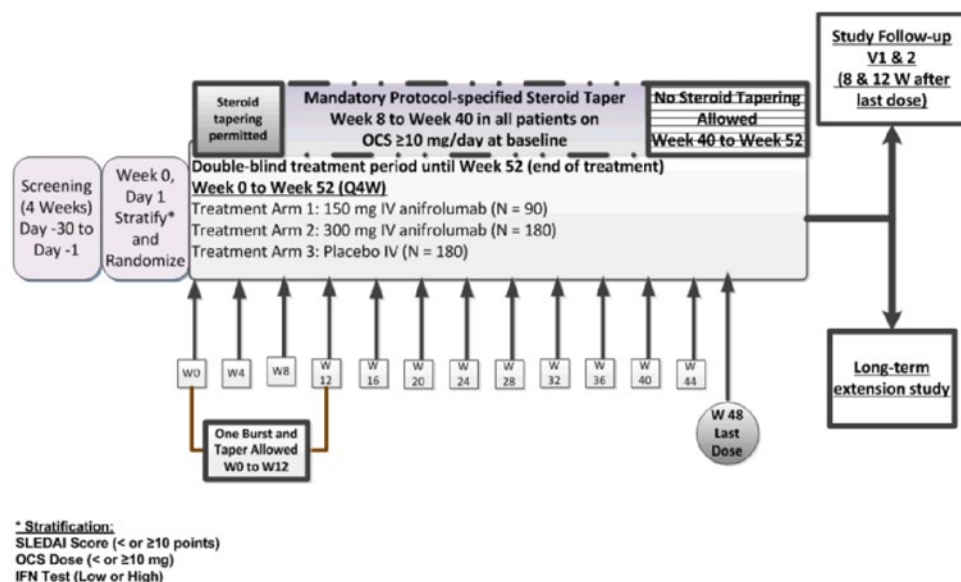 Study Follow-up
V1 & 2
(8 & 12 W after
last dose)
Steroid
tapering
permitted
Mandatory Protocol-specified Steroid Taper
Week 8 to Week 40 in all patients on
OCS ≥10 mg/day at baseline
No Steroid Tapering
Allowed
Week 40 to Week 52
Screening
(4 Weeks)
Day -30 to
Day -1
Week 0,
Day 1
Stratify*
and
Randomize
Double-blind treatment period until Week 52 (end of treatment)
Week 0 to Week 52 (Q4W)
Treatment Arm 1: 150 mg IV anifrolumab (N = 90)
Treatment Arm 2: 300 mg IV anifrolumab (N = 180)
Treatment Arm 3: Placebo IV (N = 180)
W0
W4
W8
W
12
W
16
W
20
W
24
W
28
W
32
W
36
W
40
W
44
W 48
Last
Dose
One Burst and
Taper Allowed
W0 to W12
Long-term
extension study
* Stratification:
SLEDAI Score (< or ≥10 points)
OCS Dose (< or ≥10 mg)
IFN Test (Low or High)